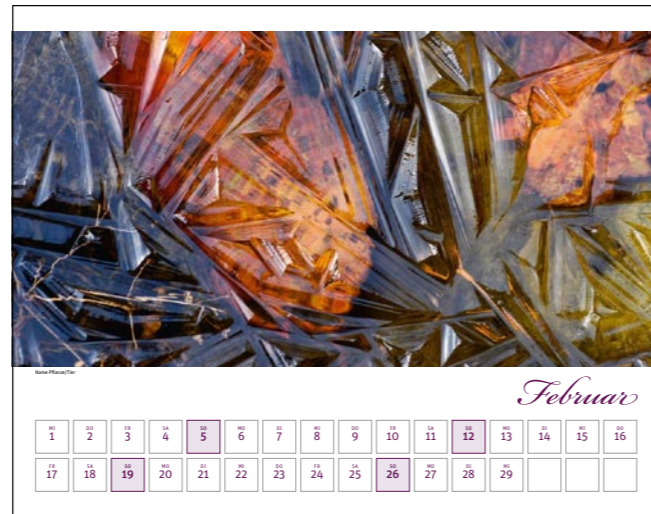 Name Pflanze/Tier
Februar
MI DO FR SA SO MO DI MI DO FR SA SO MO DI MI DO
1 2 3 4 5 6 7 8 9 10 11 12 13 14 15 16
FR SA SO MO DI MI DO FR SA SO MO DI MI
17 18 19 20 21 22 23 24 25 26 27 28 29